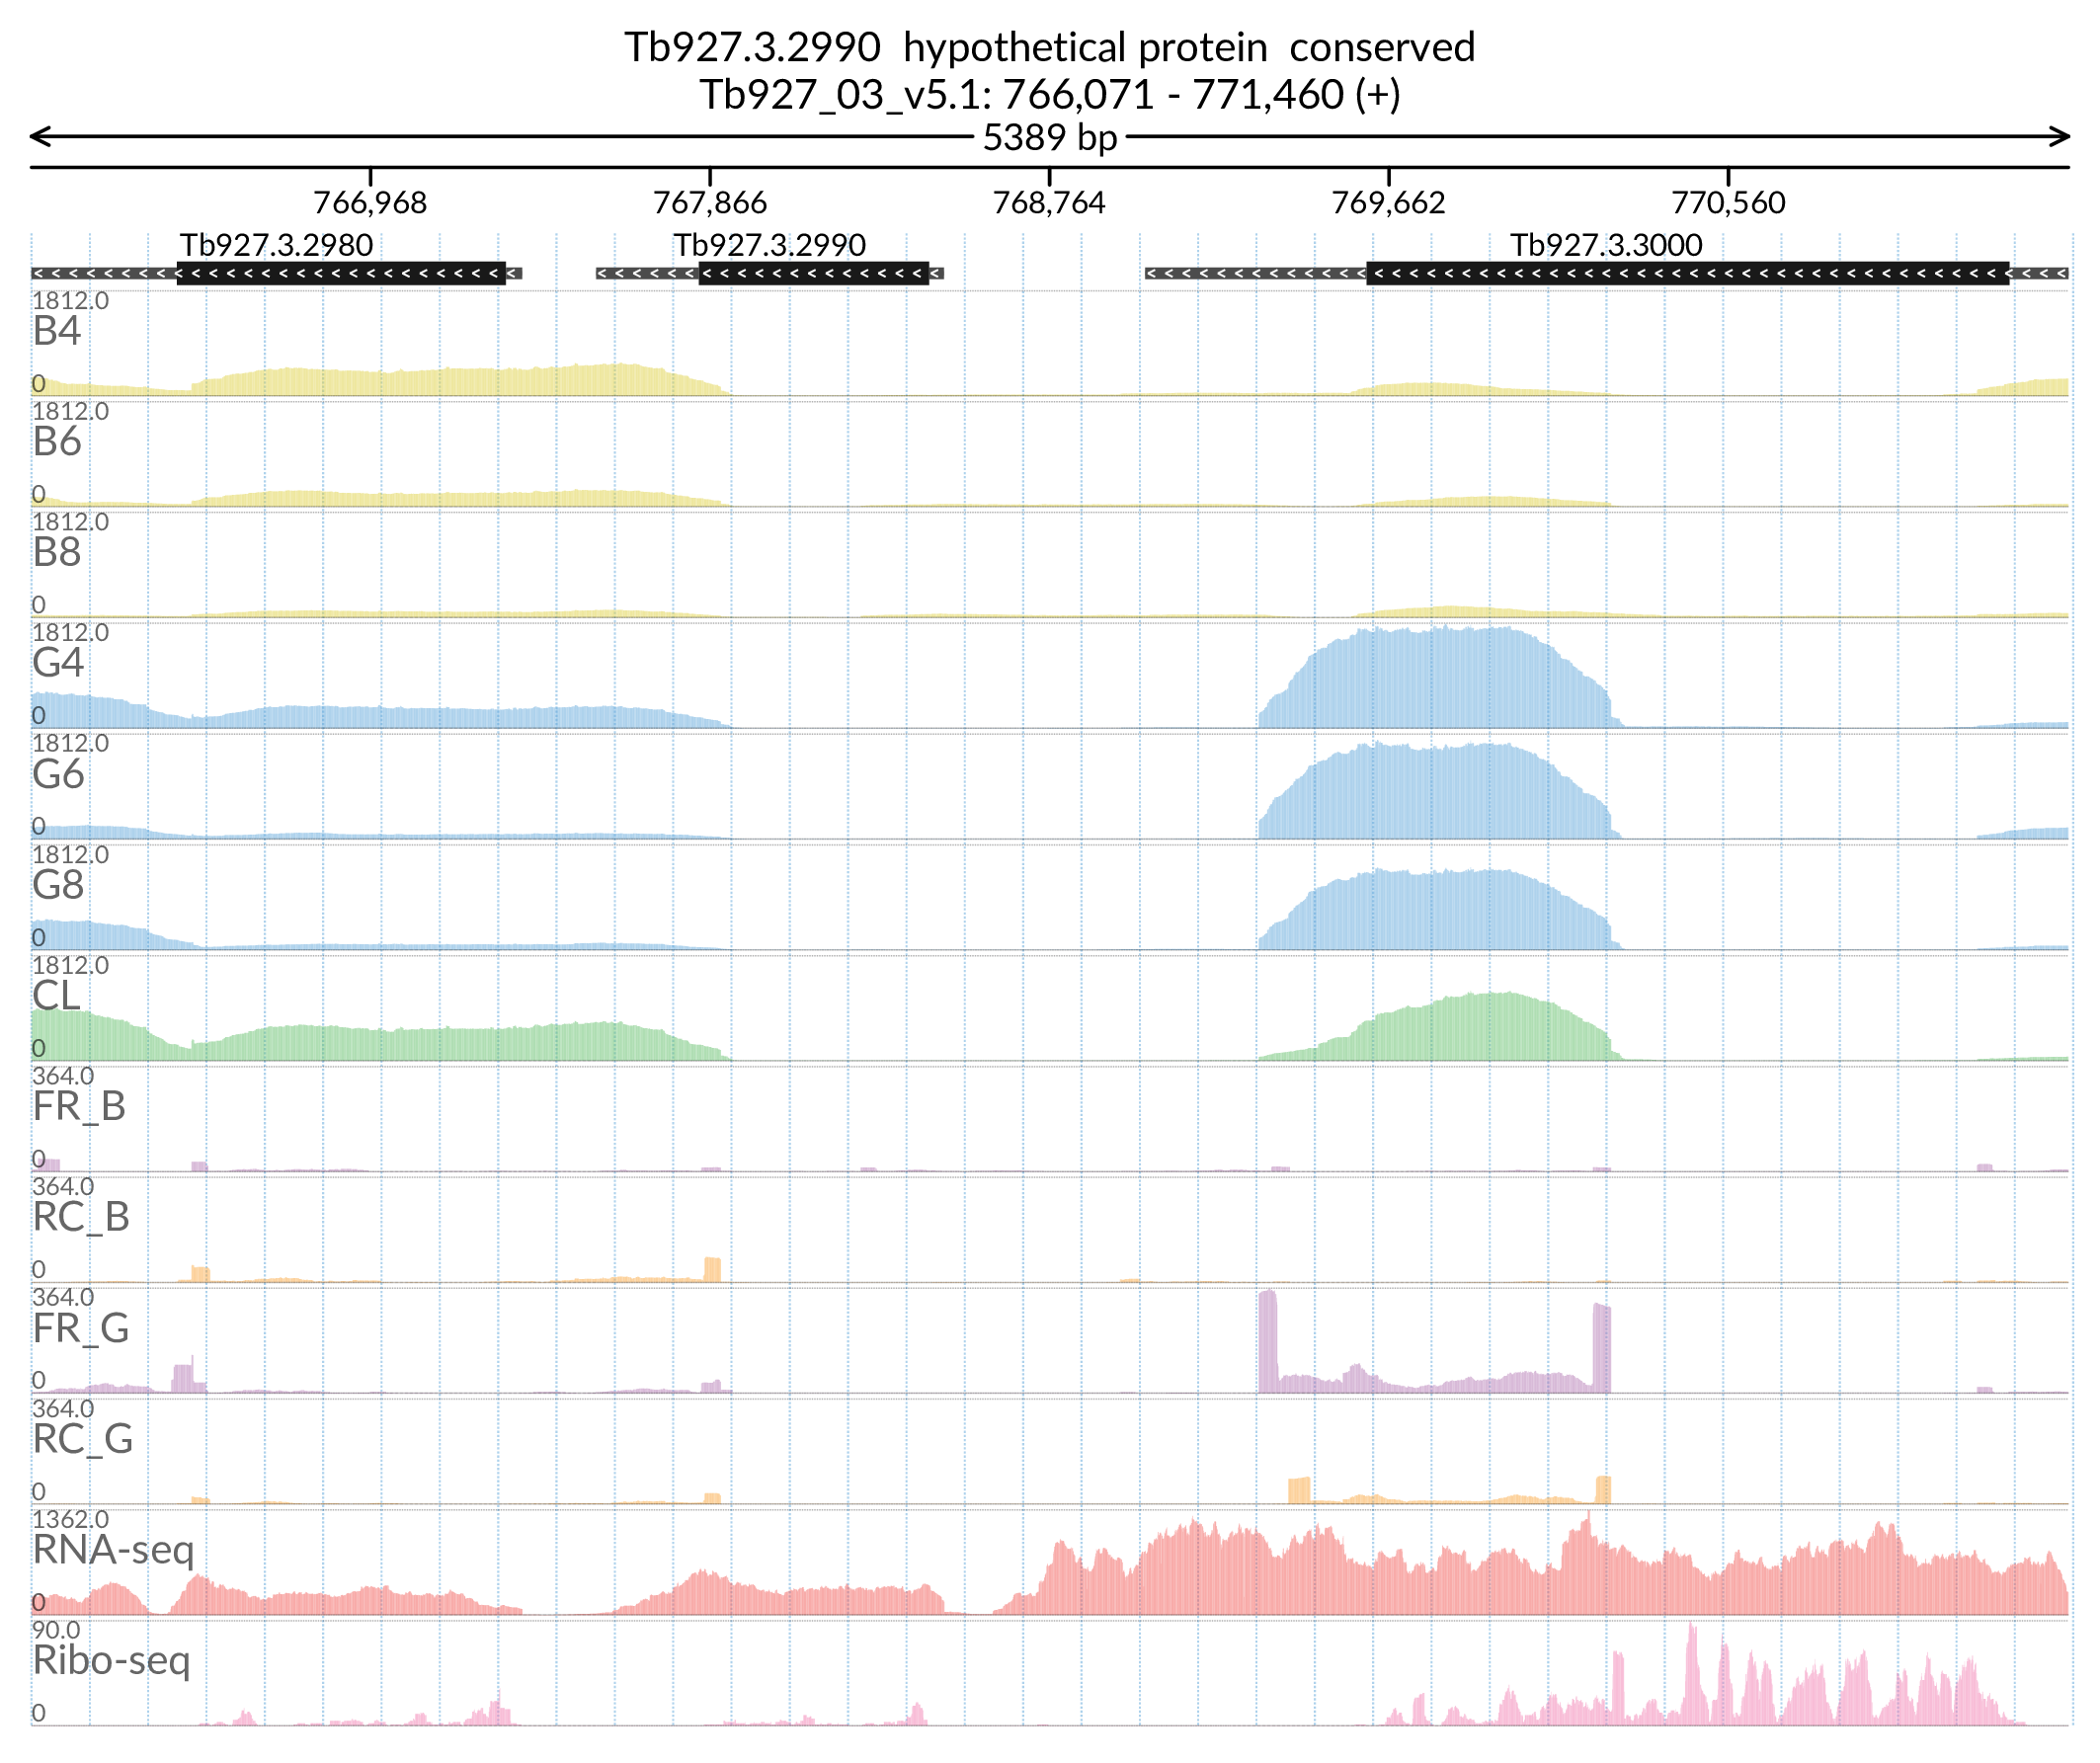 Tb927.3.2990 hypothetical protein conserved
Tb927_03_v5.1: 766,071 - 771,460 (+)
5389 bp
766,968 767,866 768,764 769,662 770,560
Tb927.3.2980 Tb927.3.2990 Tb927.3.3000
1812.0
B4
0
1812.0
B6
0
1812.0
B8
0
1812.0
G4
0
1812.0
G6
0
1812.0
G8
0
1812.0
CL
0
364.0
FR_B
0
364.0
RC_B
0
364.0
FR_G
0
364.0
RC_G
0
1362.0
RNA-seq
0
90.0
Ribo-seq
0